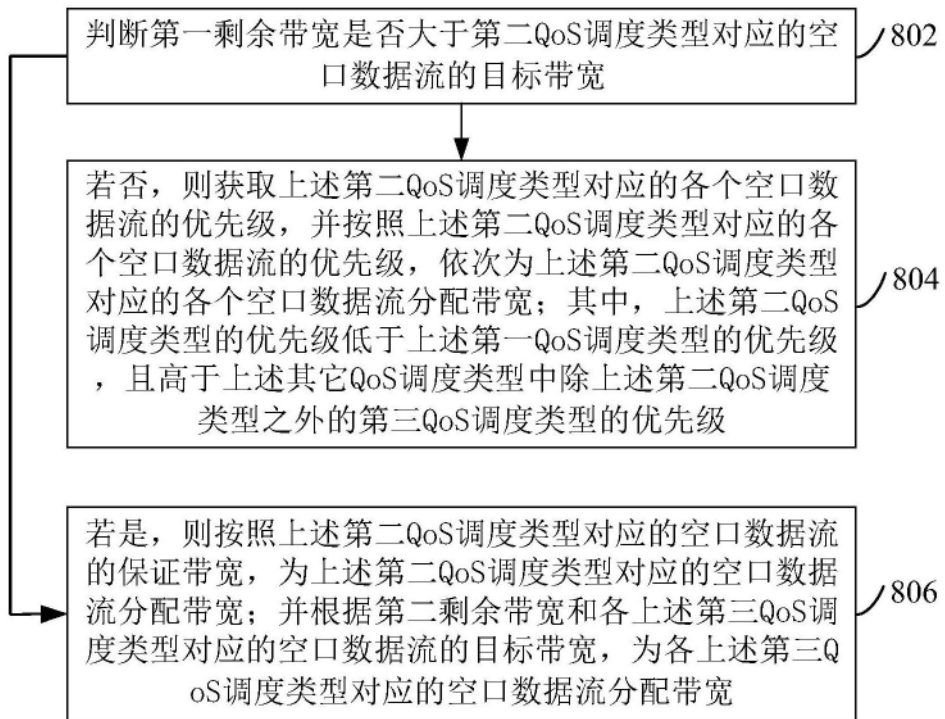 判断第一剩余带宽是否大于第二QoS调度类型对应的空
口数据流的目标带宽
802
若否，则获取上述第二QoS调度类型对应的各个空口数
据流的优先级，并按照上述第二QoS调度类型对应的各
个空口数据流的优先级，依次为上述第二QoS调度类型
对应的各个空口数据流分配带宽；其中，上述第二QoS
调度类型的优先级低于上述第一QoS调度类型的优先级
，且高于上述其它QoS调度类型中除上述第二QoS调度
类型之外的第三QoS调度类型的优先级
804
若是，则按照上述第二QoS调度类型对应的空口数据流
的保证带宽，为上述第二QoS调度类型对应的空口数据
流分配带宽；并根据第二剩余带宽和各上述第三QoS调
度类型对应的空口数据流的目标带宽，为各上述第三Q
oS调度类型对应的空口数据流分配带宽
806